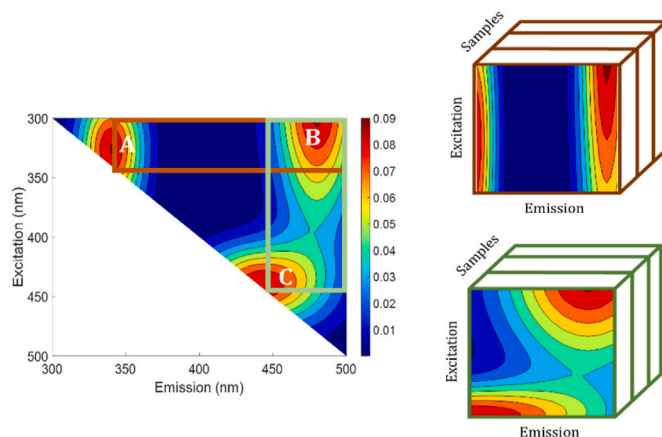 300
350
400
450
500
Excitation (nm)
300
350
400
450
500
Emission (nm)
A
B
C
0.09
0.08
0.07
0.06
0.05
0.04
0.03
0.02
0.01
Samples
Excitation
Emission
Samples
Excitation
Emission